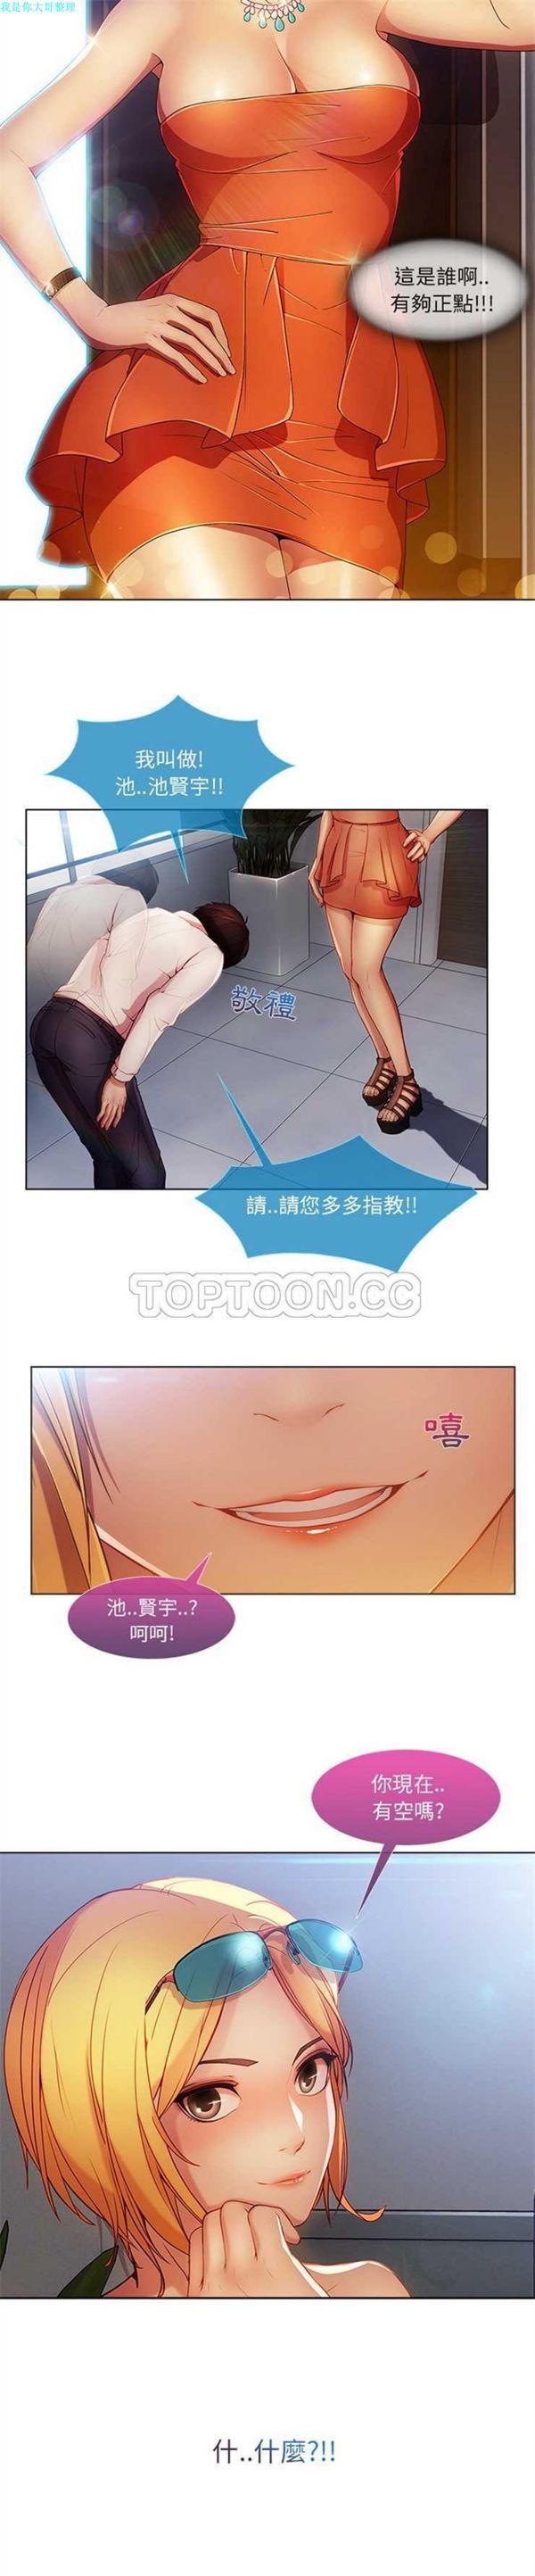 我是你大哥整理
這是誰啊..
有夠正點!!!
我叫做!
池..池賢宇!!
敬禮
請..請您多多指教!!
TOPTOON.CC
嘻
池..賢宇..?
呵呵!
你現在..
有空嗎?
什..什麼?!!